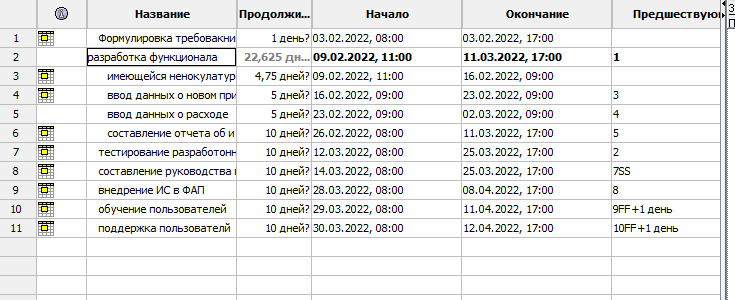 Название Продолжи... Начало Окончание Предшествующ
1 Формулировка требовакни 1 день? 03.02.2022, 08:00 03.02.2022, 17:00
2 разработка функционала 22,625 дн... 09.02.2022, 11:00 11.03.2022, 17:00 1
3 имеющейся ненокулатур 4,75 дней? 09.02.2022, 11:00 16.02.2022, 09:00
4 ввод данных о новом при 5 дней? 16.02.2022, 09:00 23.02.2022, 09:00 3
5 ввод данных о расходе 5 дней? 23.02.2022, 09:00 02.03.2022, 09:00 4
6 составление отчета об и 10 дней? 26.02.2022, 08:00 11.03.2022, 17:00 5
7 тестирование разработонн 10 дней? 12.03.2022, 08:00 25.03.2022, 17:00 2
8 составление руководства 10 дней? 14.03.2022, 08:00 25.03.2022, 17:00 7SS
9 внедрение ИС в ФАП 10 дней? 28.03.2022, 08:00 08.04.2022, 17:00 8
10 обучение пользователей 10 дней? 29.03.2022, 08:00 11.04.2022, 17:00 9FF+1 день
11 поддержка пользователй 10 дней? 30.03.2022, 08:00 12.04.2022, 17:00 10FF+1 день